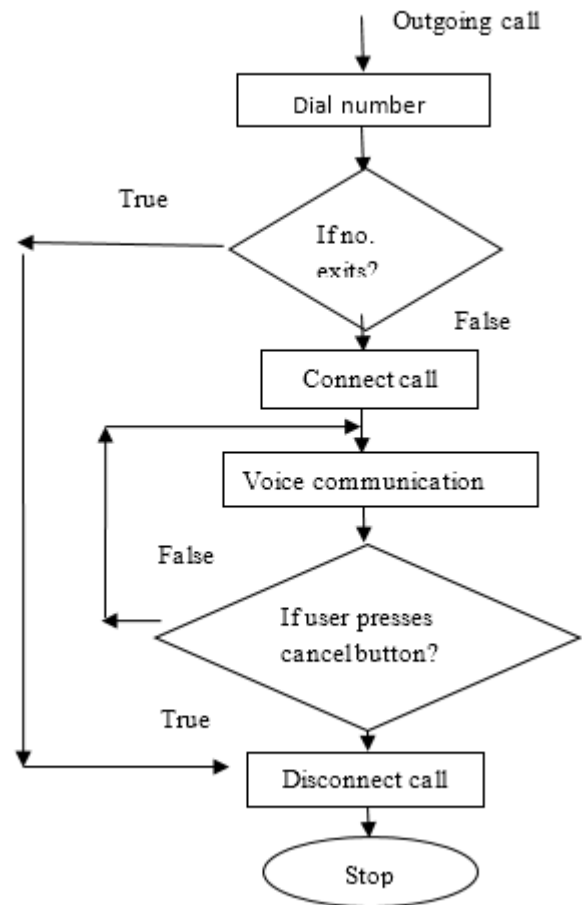 Outgoing call
Dial number
True
If no.
exits?
False
Connect call
Voice communication
False
If user presses
cancel button?
True
Disconnect call
Stop